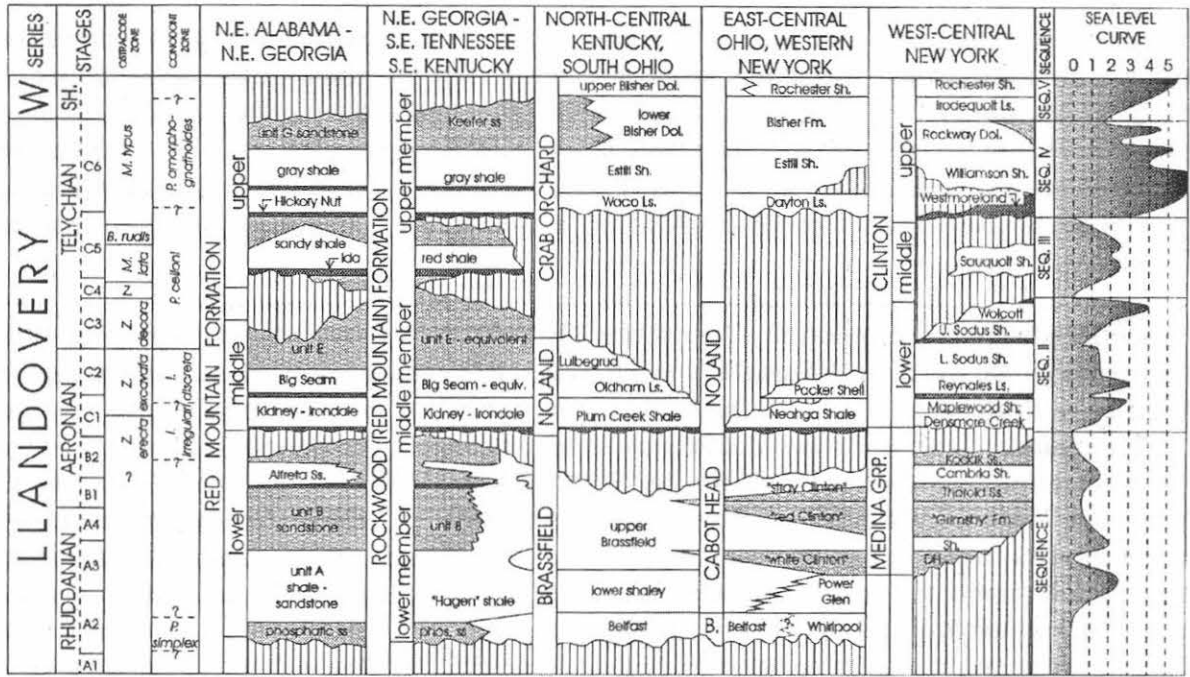 SERIES
STAGES
OSTRACODE ZONE
CONODONT ZONE
N.E. ALABAMA -
N.E. GEORGIA
N.E. GEORGIA -
S.E. TENNESSEE
S.E. KENTUCKY
NORTH-CENTRAL
KENTUCKY,
SOUTH OHIO
EAST-CENTRAL
OHIO, WESTERN
NEW YORK
WEST-CENTRAL
NEW YORK
SEQUENCE
SEA LEVEL
CURVE
0 1 2 3 4 5
W
LLANDOVERY
SH.
TELYCHIAN
AERONIAN
RHUDDANIAN
C6
C5
C4
C3
C2
C1
B2
B1
A4
A3
A2
A1
M. typus
B. rudis
M. lata
Z
Z decora
Z excavata
Z erecta
?
?
P. amorpho-
gnathoides
?
P. celloni
I. discreta
?
I. irregularis
?
?
P. simplex
?
RED MOUNTAIN FORMATION
upper
middle
lower
unit G sandstone
gray shale
Hickory Nut
sandy shale
Ida
unit E
Big Seam
Kidney - Irondale
Alfreta Ss.
unit B
sandstone
unit A
shale -
sandstone
phosphatic ss
ROCKWOOD (RED MOUNTAIN) FORMATION
upper member
middle member
lower member
Keefer ss
gray shale
red shale
unit E - equivalent
Big Seam - equiv.
Kidney - Irondale
unit B
"Hagen" shale
phos. ss
CRAB ORCHARD
NOLAND
BRASSFIELD
upper Bisher Dol.
lower
Bisher Dol.
Estill Sh.
Waco Ls.
Lulbegrud
Oldham Ls.
Plum Creek Shale
upper
Brassfield
lower shaley
Belfast
NOLAND
CABOT HEAD
B.
Rochester Sh.
Bisher Fm.
Estill Sh.
Dayton Ls.
Packer Shell
Neahga Shale
"stray Clinton"
"red Clinton"
"white Clinton"
Power
Glen
Belfast ? Whirlpool
CLINTON
upper
middle
lower
MEDINA GRP.
Rochester Sh.
Irodequoit Ls.
Rockway Dol.
Williamson Sh.
Westmoreland
Sauquoit Sh.
Wolcott
U. Sodus Sh.
L. Sodus Sh.
Reynales Ls.
Maplewood Sh.
Densmore Creek
Kodak Ss.
Cambria Sh.
Thorold Ss.
"Grimsby" Fm.
Sh.
DH
SEQ. V
SEQ. IV
SEQ. III
SEQ. II
SEQUENCE I